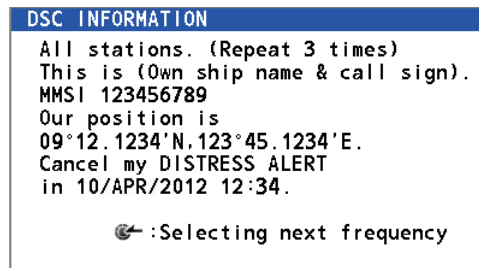 DSC INFORMATION
All stations. (Repeat 3 times)
This is (Own ship name & call sign).
MMSI 123456789
Our position is
09°12.1234'N,123°45.1234'E.
Cancel my DISTRESS ALERT
in 10/APR/2012 12:34.
:Selecting next frequency